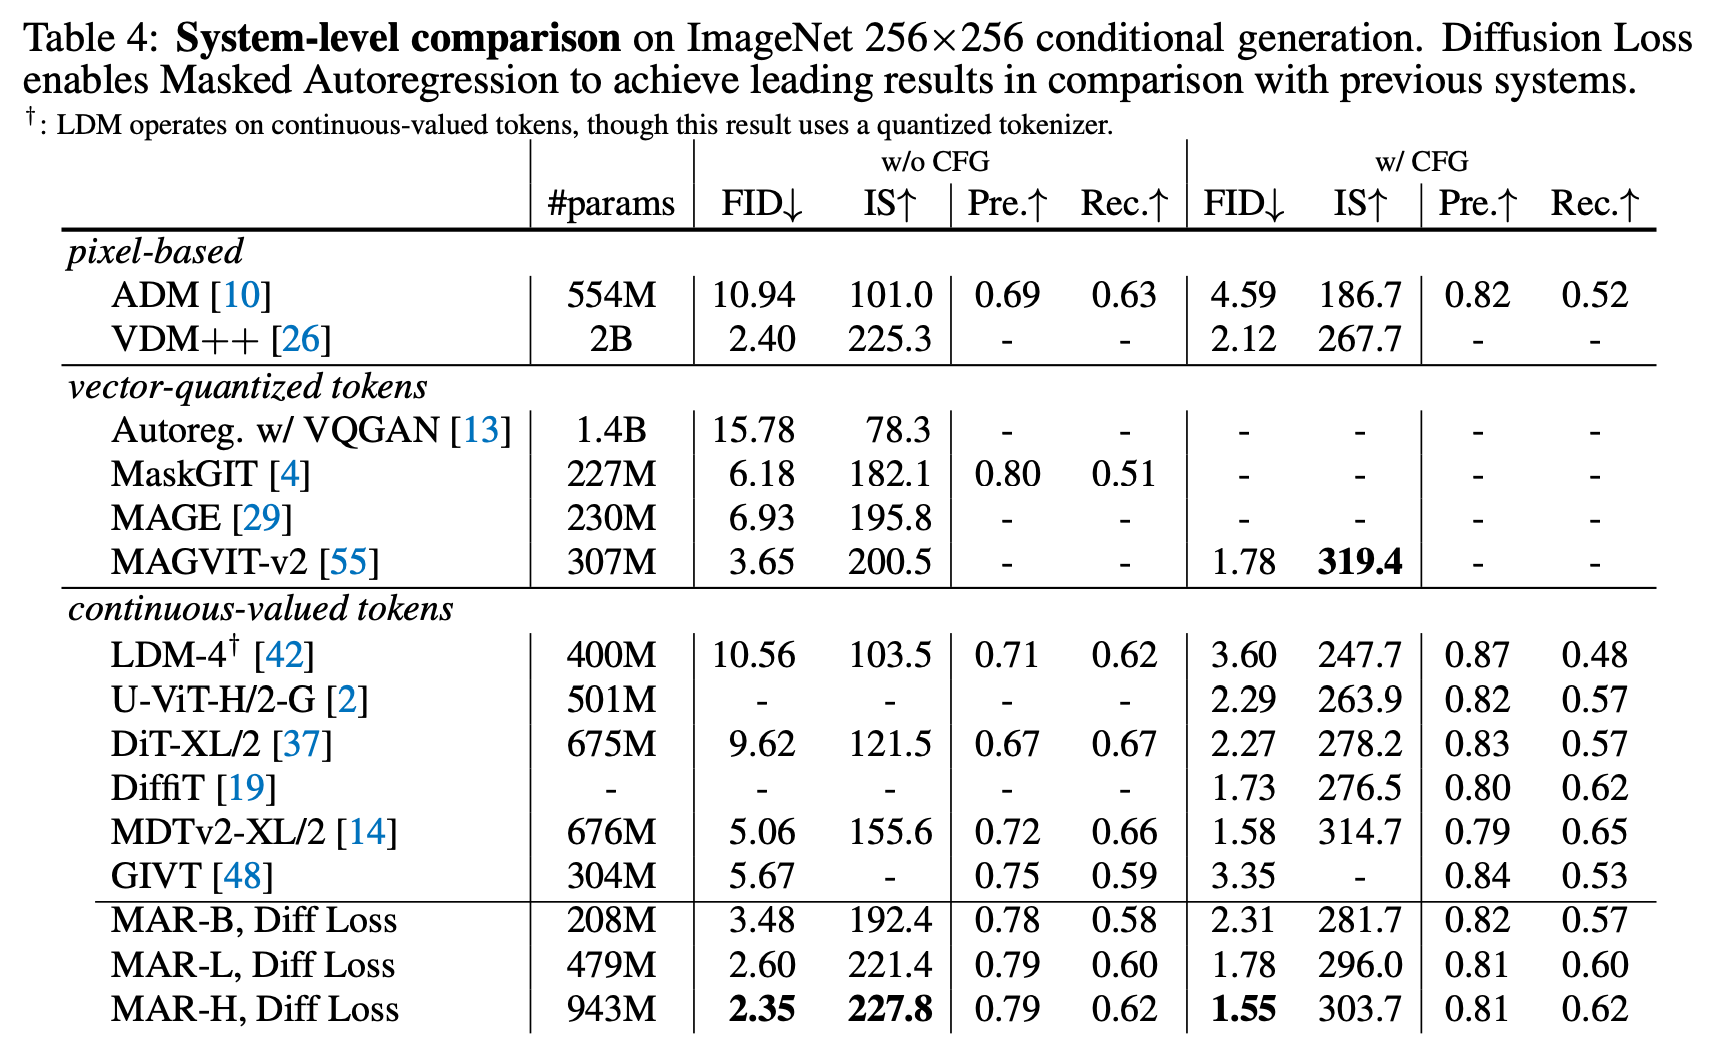 Table 4: System-level comparison on ImageNet 256×256 conditional generation. Diffusion Loss
enables Masked Autoregression to achieve leading results in comparison with previous systems.
†: LDM operates on continuous-valued tokens, though this result uses a quantized tokenizer.
w/o CFG w/ CFG
#params FID↓ IS↑ Pre.↑ Rec.↑ FID↓ IS↑ Pre.↑ Rec.↑
pixel-based
ADM [10] 554M 10.94 101.0 0.69 0.63 4.59 186.7 0.82 0.52
VDM++ [26] 2B 2.40 225.3 - - 2.12 267.7 - -
vector-quantized tokens
Autoreg. w/ VQGAN [13] 1.4B 15.78 78.3 - - - - - -
MaskGIT [4] 227M 6.18 182.1 0.80 0.51 - - - -
MAGE [29] 230M 6.93 195.8 - - - - - -
MAGVIT-v2 [55] 307M 3.65 200.5 - - 1.78 319.4 - -
continuous-valued tokens
LDM-4† [42] 400M 10.56 103.5 0.71 0.62 3.60 247.7 0.87 0.48
U-ViT-H/2-G [2] 501M - - - - 2.29 263.9 0.82 0.57
DiT-XL/2 [37] 675M 9.62 121.5 0.67 0.67 2.27 278.2 0.83 0.57
DiffiT [19] - - - - - 1.73 276.5 0.80 0.62
MDTv2-XL/2 [14] 676M 5.06 155.6 0.72 0.66 1.58 314.7 0.79 0.65
GIVT [48] 304M 5.67 - 0.75 0.59 3.35 - 0.84 0.53
MAR-B, Diff Loss 208M 3.48 192.4 0.78 0.58 2.31 281.7 0.82 0.57
MAR-L, Diff Loss 479M 2.60 221.4 0.79 0.60 1.78 296.0 0.81 0.60
MAR-H, Diff Loss 943M 2.35 227.8 0.79 0.62 1.55 303.7 0.81 0.62